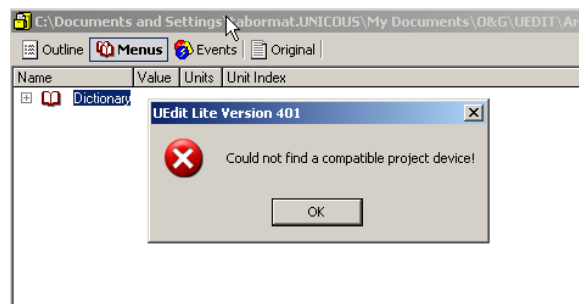 C:\Documents and Settings\tabormat.UNICOUS\My Documents\O&G\UEDIT\Ar
Outline Menus Events Original
Name Value Units Unit Index
Dictionary
UEdit Lite Version 401
Could not find a compatible project device!
OK